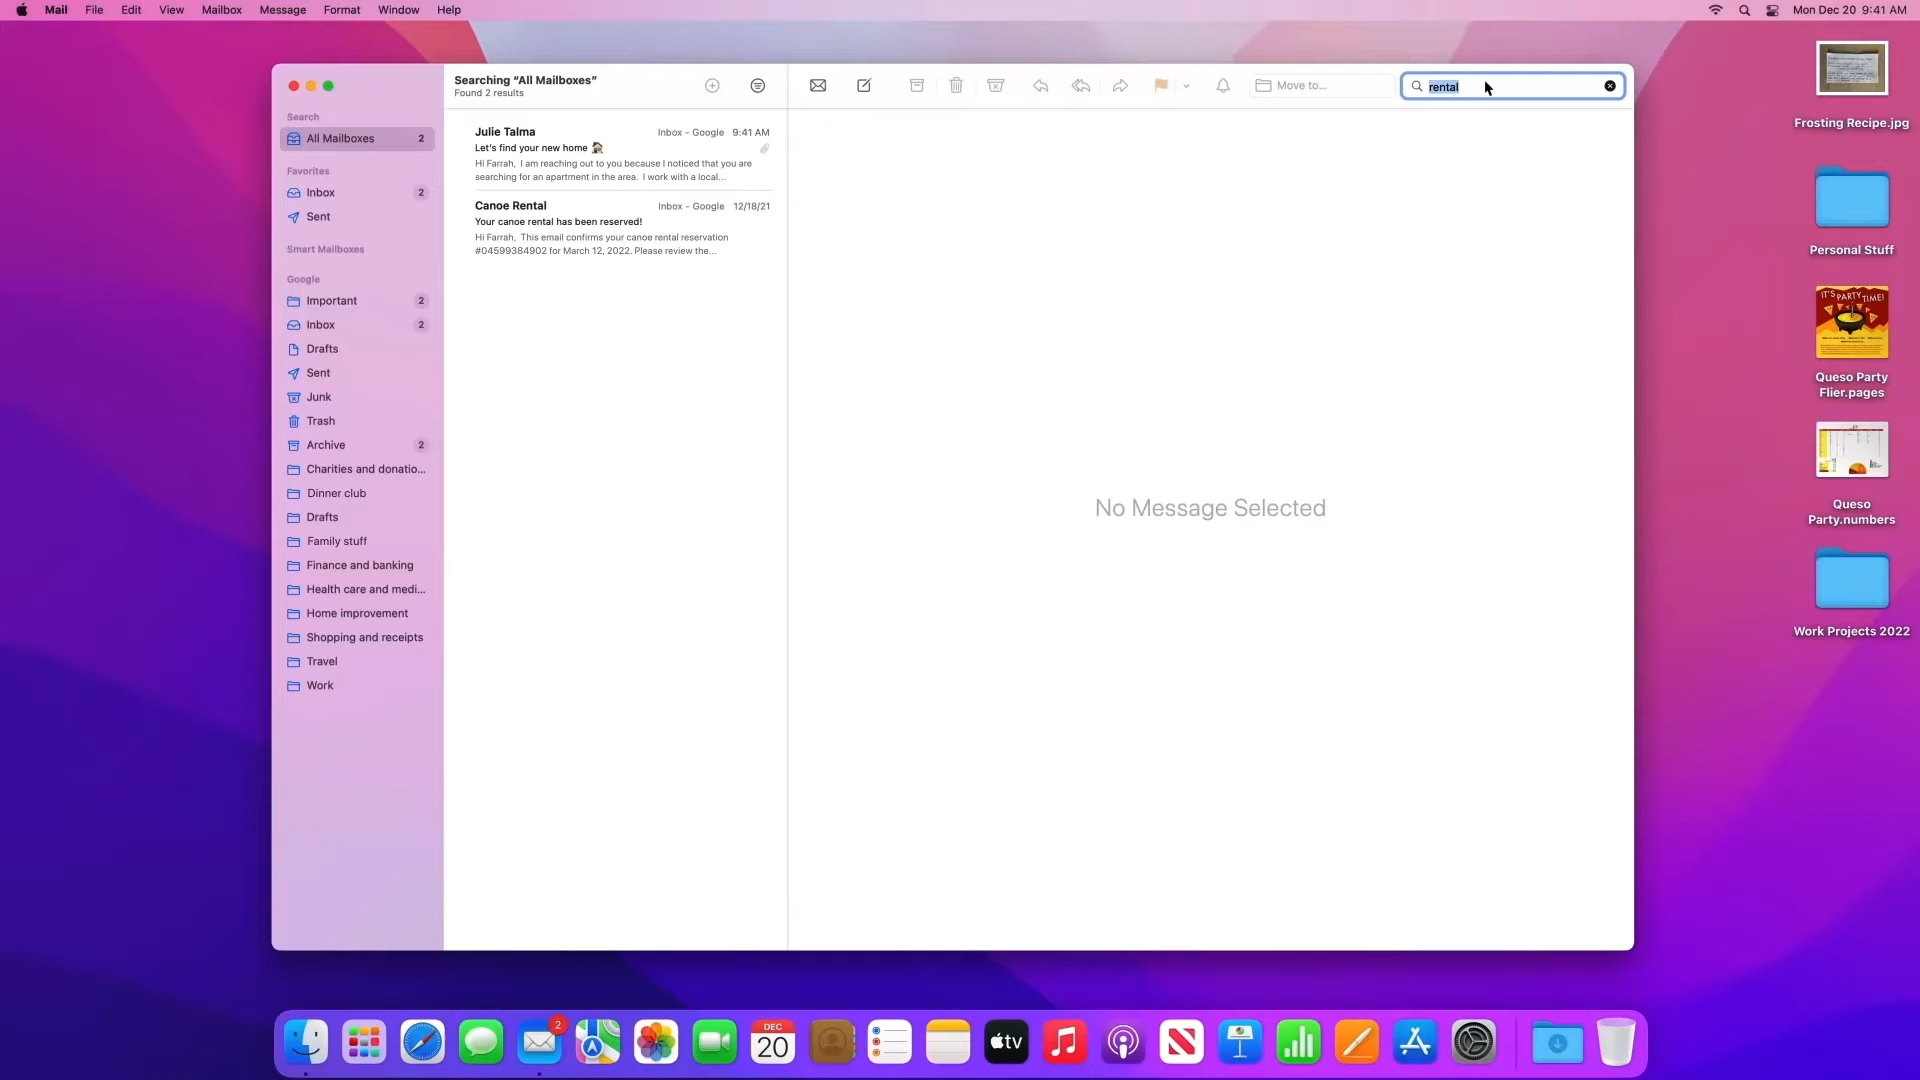 Mail File Edit View Mailbox Message Format Window Help
Mon Dec 20 9:41 AM
Searching “All Mailboxes”
Found 2 results
Move to...
rental
Search
All Mailboxes 2
Favorites
Inbox 2
Sent
Smart Mailboxes
Google
Important 2
Inbox 2
Drafts
Sent
Junk
Trash
Archive 2
Charities and donatio...
Dinner club
Drafts
Family stuff
Finance and banking
Health care and medi...
Home improvement
Shopping and receipts
Travel
Work
Julie Talma Inbox - Google 9:41 AM
Let's find your new home 🏠
Hi Farrah, I am reaching out to you because I noticed that you are
searching for an apartment in the area. I work with a local...
Canoe Rental Inbox - Google 12/18/21
Your canoe rental has been reserved!
Hi Farrah, This email confirms your canoe rental reservation
#04599384902 for March 12, 2022. Please review the...
No Message Selected
Frosting Recipe.jpg
Personal Stuff
IT'S PARTY TIME!
Queso Party
Flier.pages
Queso
Party.numbers
Work Projects 2022
2
DEC
20
tv